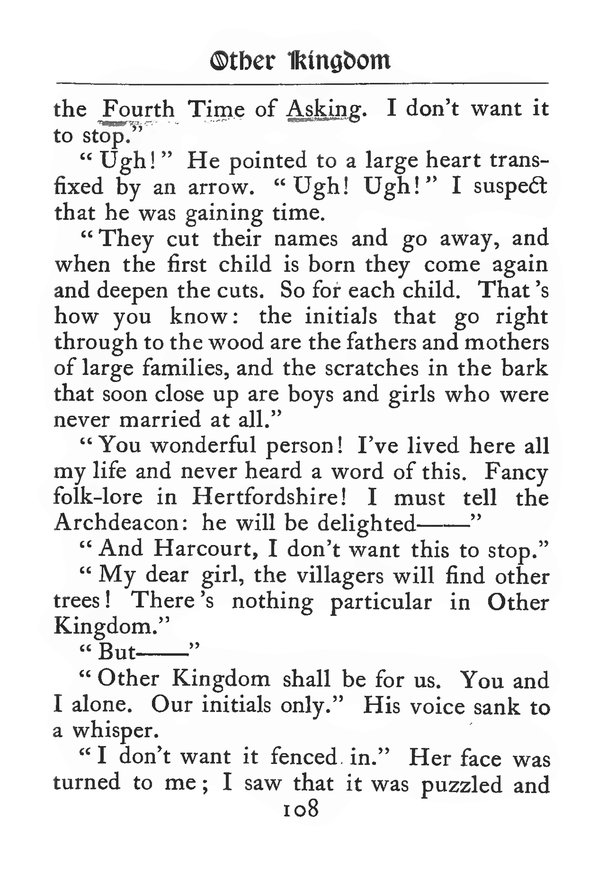 Other Kingdom
the Fourth Time of Asking. I don't want it
to stop.”
“ Ugh! ” He pointed to a large heart trans-
fixed by an arrow. “ Ugh! Ugh! ” I suspect
that he was gaining time.
“ They cut their names and go away, and
when the first child is born they come again
and deepen the cuts. So for each child. That's
how you know: the initials that go right
through to the wood are the fathers and mothers
of large families, and the scratches in the bark
that soon close up are boys and girls who were
never married at all.”
“ You wonderful person! I've lived here all
my life and never heard a word of this. Fancy
folk-lore in Hertfordshire! I must tell the
Archdeacon: he will be delighted——”
“ And Harcourt, I don't want this to stop.”
“ My dear girl, the villagers will find other
trees! There's nothing particular in Other
Kingdom.”
“ But——”
“ Other Kingdom shall be for us. You and
I alone. Our initials only.” His voice sank to
a whisper.
“ I don't want it fenced in.” Her face was
turned to me; I saw that it was puzzled and
108